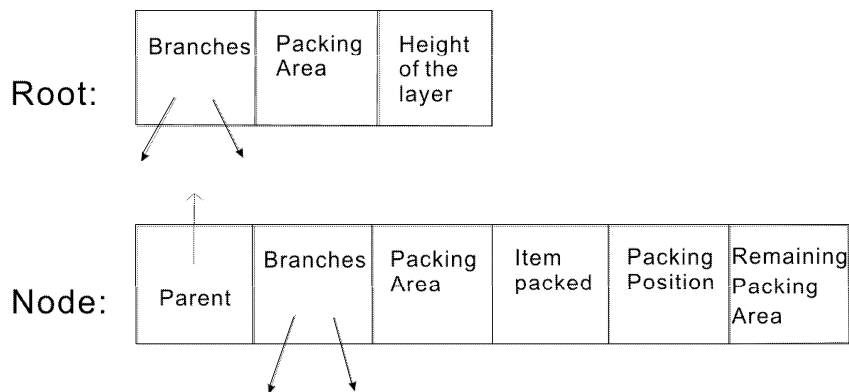 Root:
Branches
Packing
Area
Height
of the
layer
Node:
Parent
Branches
Packing
Area
Item
packed
Packing
Position
Remaining
Packing
Area